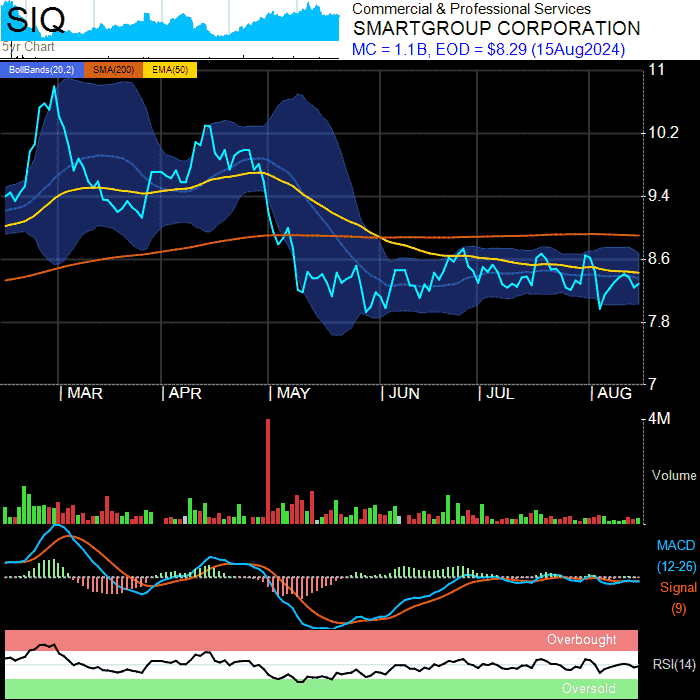 SIQ
5yr Chart
Commercial & Professional Services
SMARTGROUP CORPORATION
MC = 1.1B, EOD = $8.29 (15Aug2024)
BollBands(20,2) SMA(200) EMA(50)
11
10.2
9.4
8.6
7.8
7
MAR APR MAY JUN JUL AUG
4M
Volume
MACD
(12-26)
Signal
(9)
Overbought
RSI(14)
Oversold